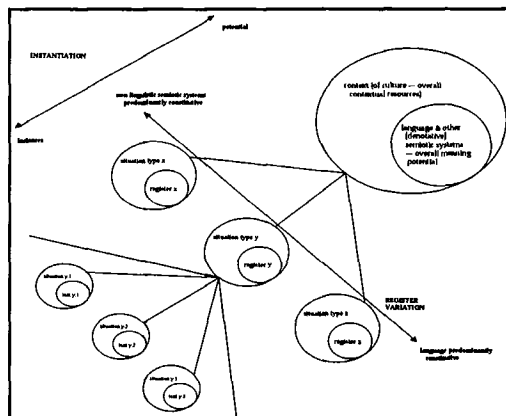 potential
INSTANTIATION
instances
non linguistic semiotic systems
predominantly constitutive
context [of culture — overall
contextual resources]
language & other
[denotative]
semiotic systems
— overall meaning
potential
situation type x
register x
situation type y
register y
situation y.1
text y.1
situation y.2
text y.2
situation y.3
text y.3
REGISTER
VARIATION
situation type z
register z
language predominantly
constitutive